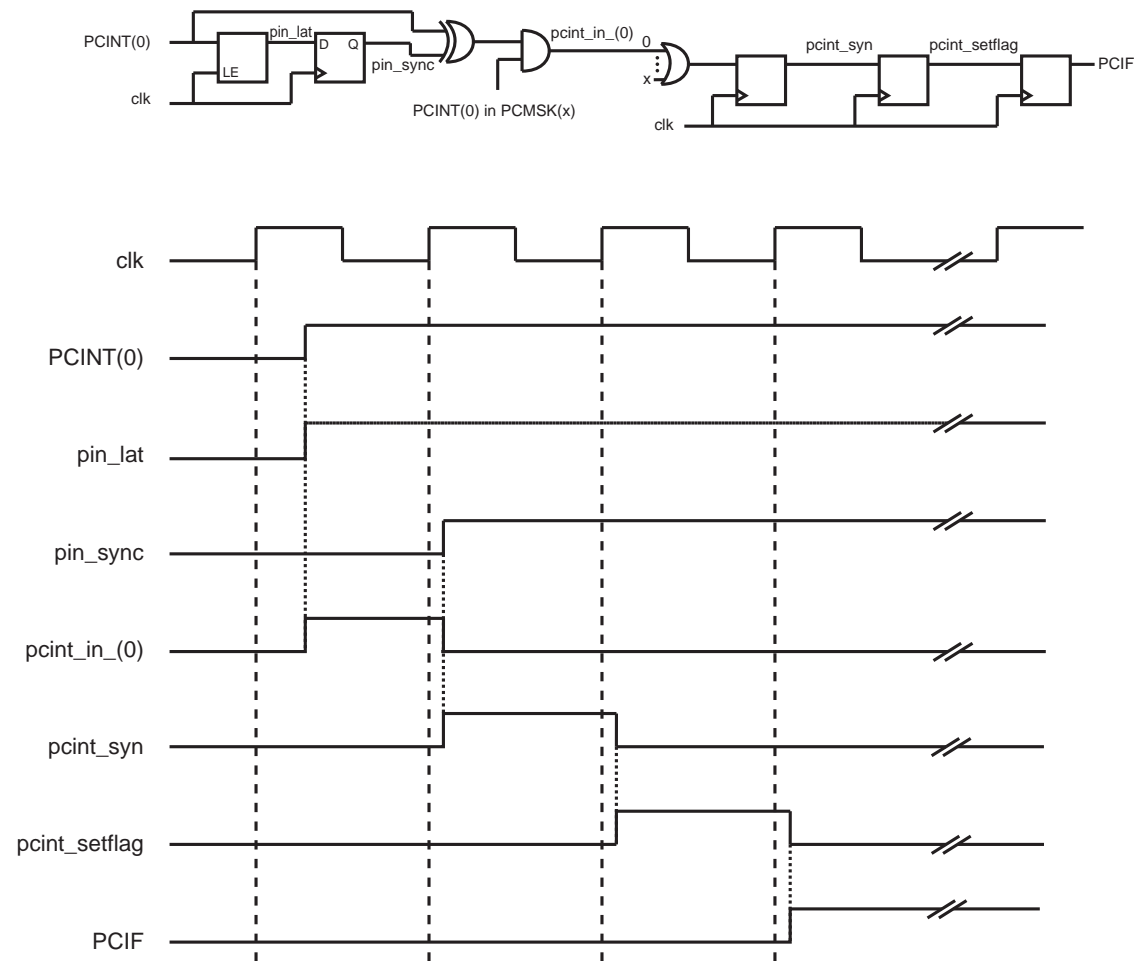 PCINT(0)
pin_lat
D Q
LE
pin_sync
clk
pcint_in_(0)
PCINT(0) in PCMSK(x)
0
x
clk
pcint_syn
pcint_setflag
PCIF
clk
PCINT(0)
pin_lat
pin_sync
pcint_in_(0)
pcint_syn
pcint_setflag
PCIF